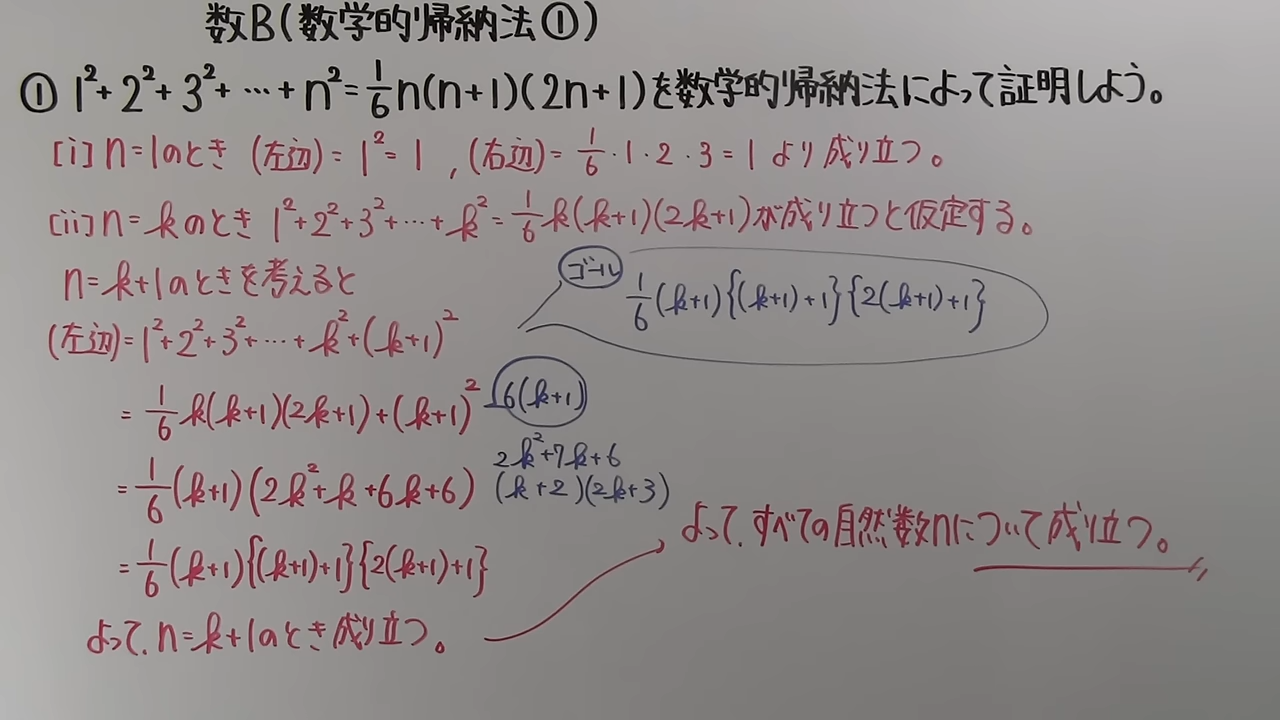 数B(数学的帰納法①)
① 1²+2²+3²+…+n²=1/6n(n+1)(2n+1)を数学的帰納法によって証明しよう。
[i]n=1のとき (左辺)=1²=1 ,(右辺)=1/6・1・2・3=1より成り立つ。
[ii]n=kのとき 1²+2²+3²+…+k²=1/6k(k+1)(2k+1)が成り立つと仮定する。
n=k+1のときを考えると
ゴール
1/6(k+1){(k+1)+1}{2(k+1)+1}
(左辺)=1²+2²+3²+…+k²+(k+1)²
=1/6k(k+1)(2k+1)+(k+1)²
6(k+1)
=1/6(k+1)(2k²+k+6k+6)
2k²+7k+6
(k+2)(2k+3)
=1/6(k+1){(k+1)+1}{2(k+1)+1}
よって、n=k+1のとき成り立つ。
よって、すべての自然数nについて成り立つ。